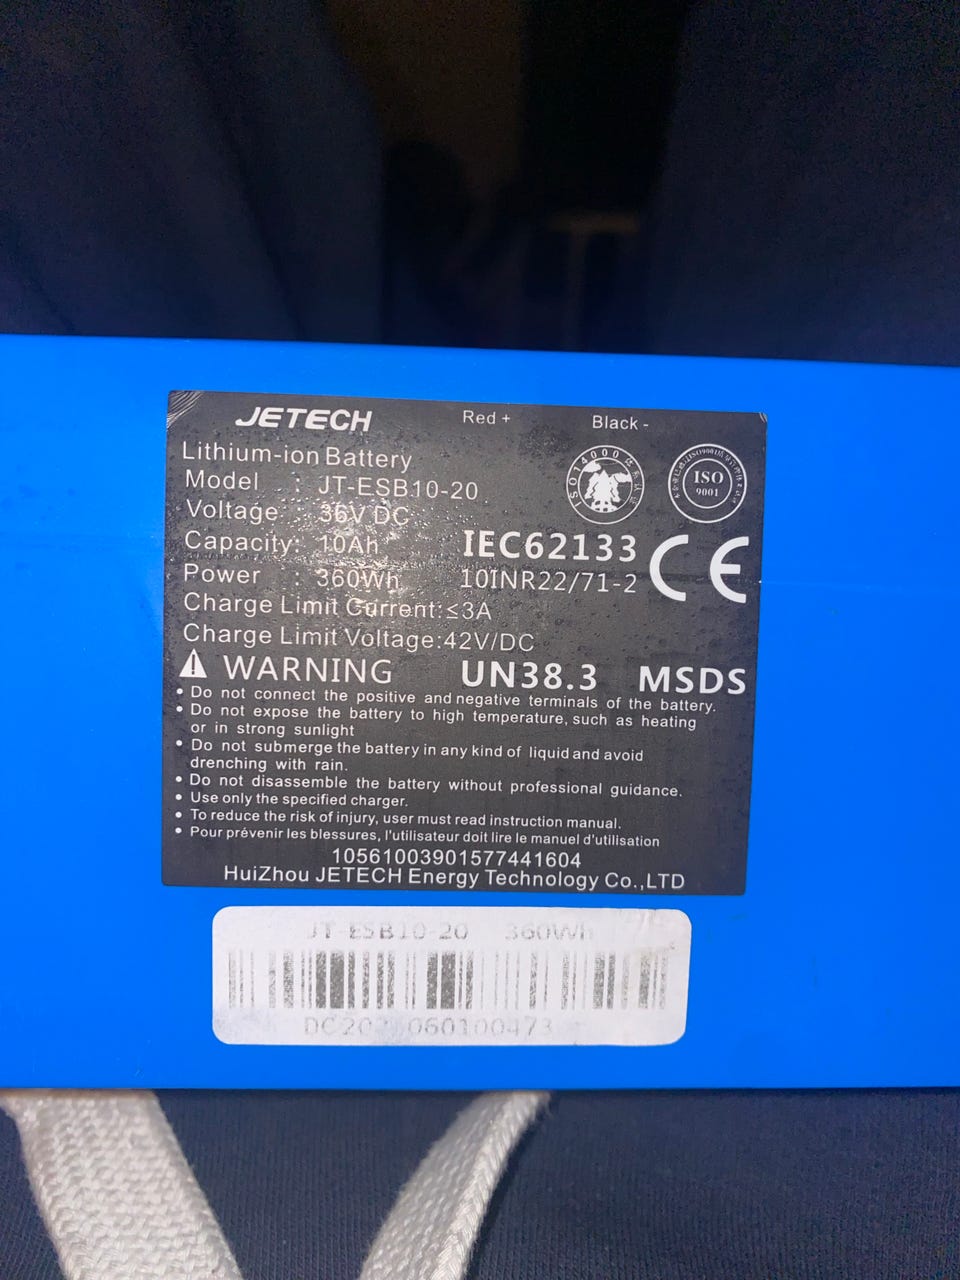 JETECH Red + Black -
Lithium-ion Battery
Model : JT-ESB10-20
Voltage : 36V DC
Capacity: 10Ah
Power : 360Wh
ISO14000
ISO
9001
IEC62133
10INR22/71-2
CE
Charge Limit Current:≤3A
Charge Limit Voltage:42V/DC
WARNING UN38.3 MSDS
• Do not connect the positive and negative terminals of the battery.
• Do not expose the battery to high temperature, such as heating
or in strong sunlight
• Do not submerge the battery in any kind of liquid and avoid
drenching with rain.
• Do not disassemble the battery without professional guidance.
• Use only the specified charger.
• To reduce the risk of injury, user must read instruction manual.
• Pour prévenir les blessures, l'utilisateur doit lire le manuel d'utilisation
10561003901577441604
HuiZhou JETECH Energy Technology Co.,LTD
JT-ESB10-20 360Wh